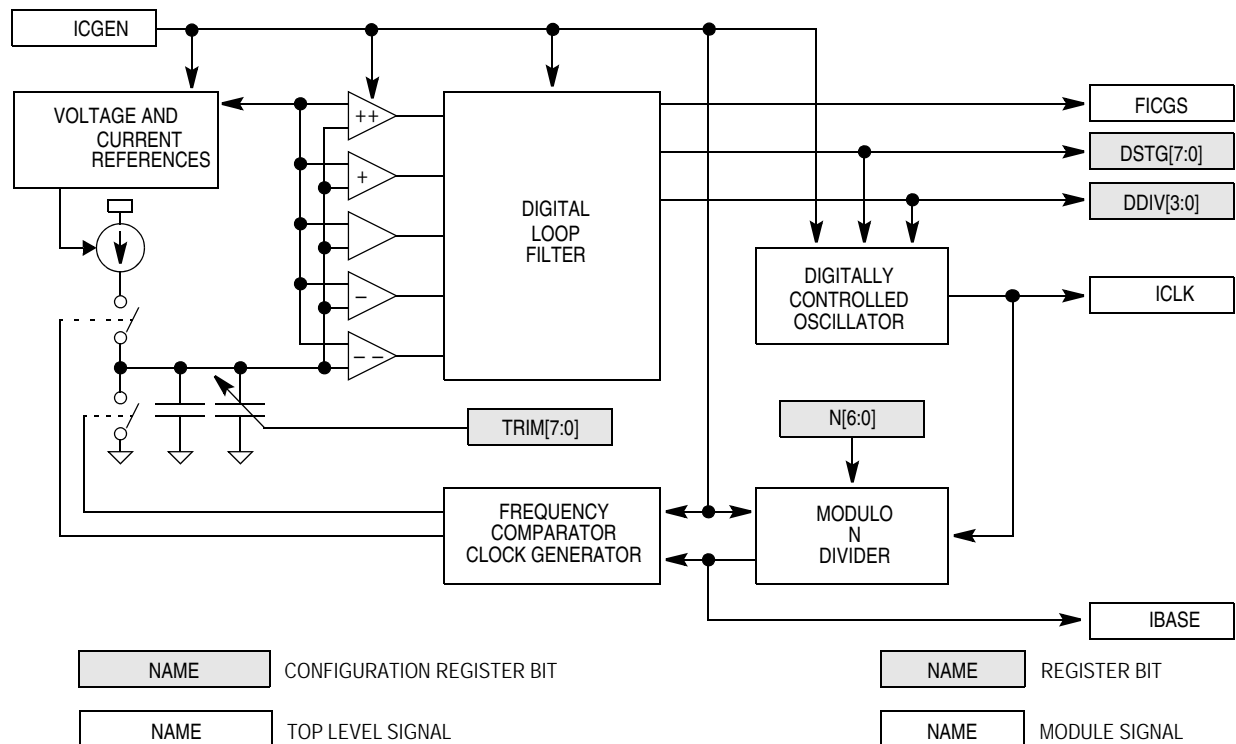 ICGEN
VOLTAGE AND
CURRENT
REFERENCES
++
+
−
− −
DIGITAL
LOOP
FILTER
FICGS
DSTG[7:0]
DDIV[3:0]
DIGITALLY
CONTROLLED
OSCILLATOR
ICLK
TRIM[7:0]
N[6:0]
FREQUENCY
COMPARATOR
CLOCK GENERATOR
MODULO
N
DIVIDER
IBASE
NAME CONFIGURATION REGISTER BIT
NAME REGISTER BIT
NAME TOP LEVEL SIGNAL
NAME MODULE SIGNAL